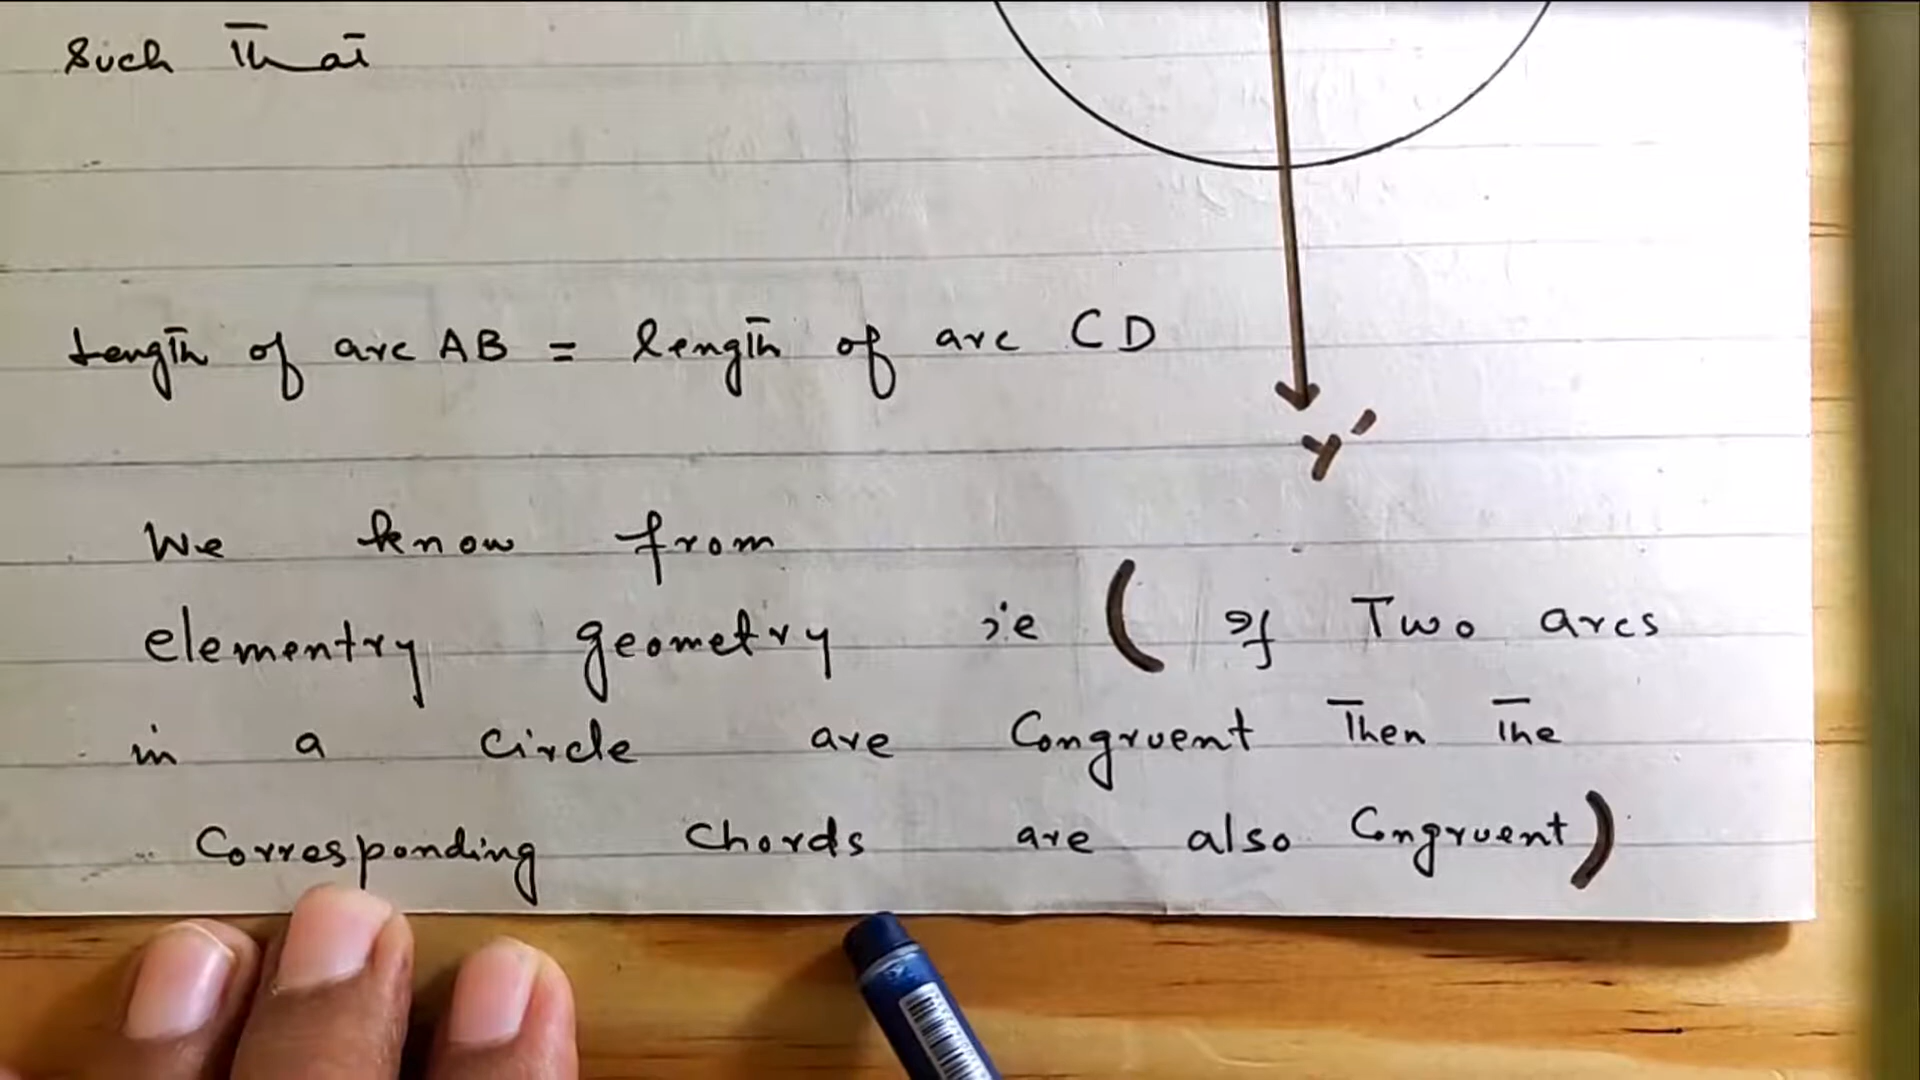 Such That
Length of arc AB = length of arc CD
Y'
We know from
elementry geometry ie ( If Two arcs
in a circle are Congruent Then The
Corresponding Chords are also Congruent)